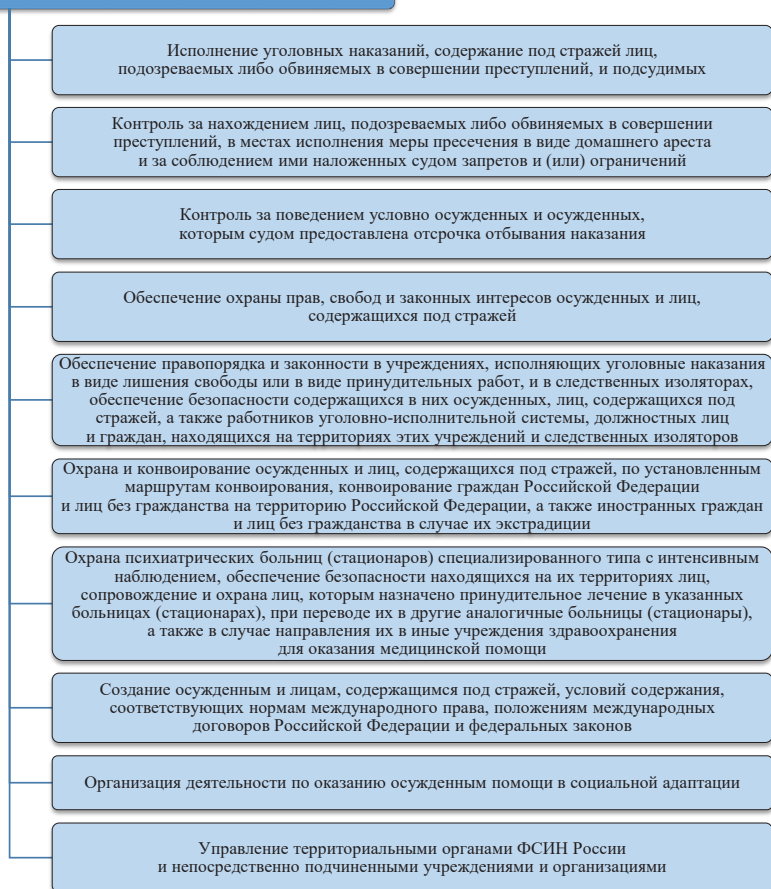 Исполнение уголовных наказаний, содержание под стражей лиц,
подозреваемых либо обвиняемых в совершении преступлений, и подсудимых
Контроль за нахождением лиц, подозреваемых либо обвиняемых в совершении
преступлений, в местах исполнения меры пресечения в виде домашнего ареста
и за соблюдением ими наложенных судом запретов и (или) ограничений
Контроль за поведением условно осужденных и осужденных,
которым судом предоставлена отсрочка отбывания наказания
Обеспечение охраны прав, свобод и законных интересов осужденных и лиц,
содержащихся под стражей
Обеспечение правопорядка и законности в учреждениях, исполняющих уголовные наказания
в виде лишения свободы или в виде принудительных работ, и в следственных изоляторах,
обеспечение безопасности содержащихся в них осужденных, лиц, содержащихся под
стражей, а также работников уголовно-исполнительной системы, должностных лиц
и граждан, находящихся на территориях этих учреждений и следственных изоляторов
Охрана и конвоирование осужденных и лиц, содержащихся под стражей, по установленным
маршрутам конвоирования, конвоирование граждан Российской Федерации
и лиц без гражданства на территорию Российской Федерации, а также иностранных граждан
и лиц без гражданства в случае их экстрадиции
Охрана психиатрических больниц (стационаров) специализированного типа с интенсивным
наблюдением, обеспечение безопасности находящихся на их территориях лиц,
сопровождение и охрана лиц, которым назначено принудительное лечение в указанных
больницах (стационарах), при переводе их в другие аналогичные больницы (стационары),
а также в случае направления их в иные учреждения здравоохранения
для оказания медицинской помощи
Создание осужденным и лицам, содержащимся под стражей, условий содержания,
соответствующих нормам международного права, положениям международных
договоров Российской Федерации и федеральных законов
Организация деятельности по оказанию осужденным помощи в социальной адаптации
Управление территориальными органами ФСИН России
и непосредственно подчиненными учреждениями и организациями